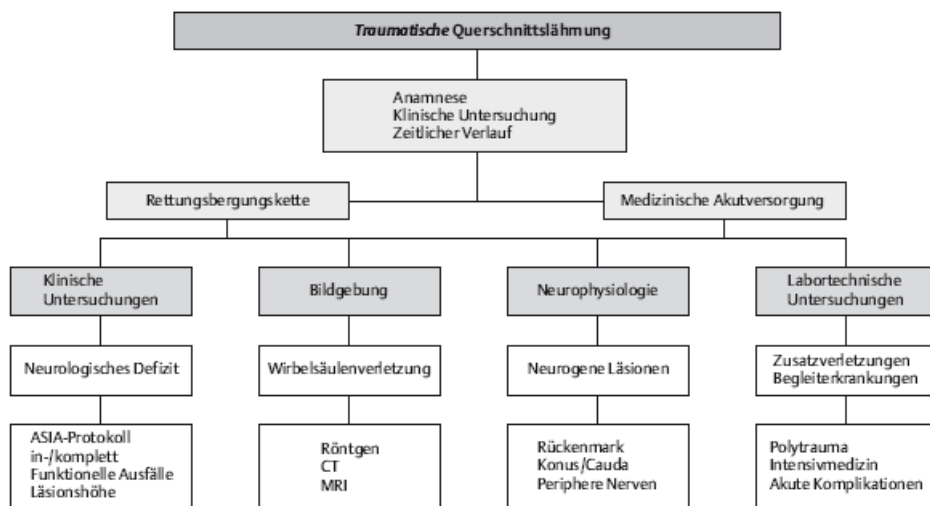 Traumatische Querschnittslähmung
Anamnese
Klinische Untersuchung
Zeitlicher Verlauf
Rettungsbergungskette
Medizinische Akutversorgung
Klinische
Untersuchungen
Bildgebung
Neurophysiologie
Labortechnische
Untersuchungen
Neurologisches Defizit
Wirbelsäulenverletzung
Neurogene Läsionen
Zusatzverletzungen
Begleiterkrankungen
ASIA-Protokoll
in-/komplett
Funktionelle Ausfälle
Läsionshöhe
Röntgen
CT
MRI
Rückenmark
Konus/Cauda
Periphere Nerven
Polytrauma
Intensivmedizin
Akute Komplikationen